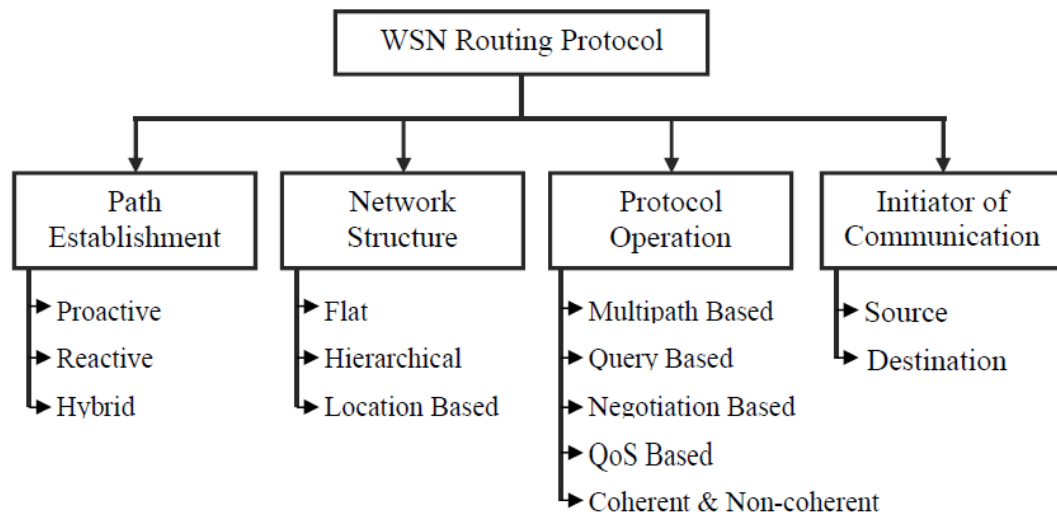 WSN Routing Protocol
Path
Establishment
Proactive
Reactive
Hybrid
Network
Structure
Flat
Hierarchical
Location Based
Protocol
Operation
Multipath Based
Query Based
Negotiation Based
QoS Based
Coherent & Non-coherent
Initiator of
Communication
Source
Destination